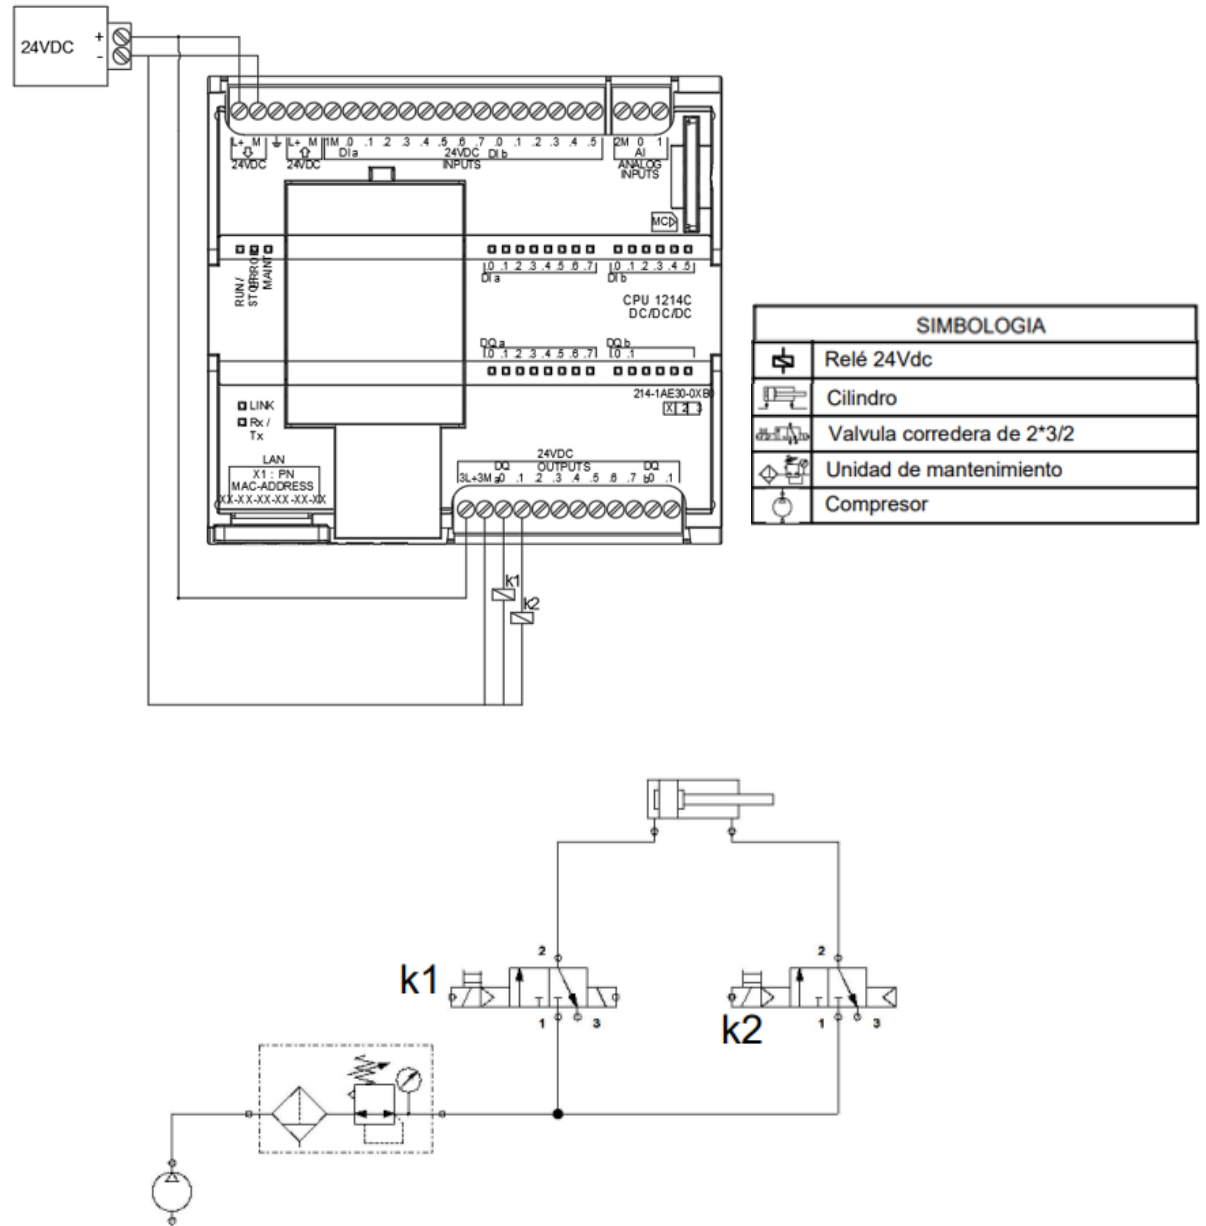 24VDC + -
L+ M L+ M 1M .0 .1 .2 .3 .4 .5 .6 .7 .0 .1 .2 .3 .4 .5 2M 0 1
24VDC 24VDC DI a 24VDC INPUTS DI b AI ANALOG INPUTS
MC
RUN/STOP ERROR MAINT
.0 .1 .2 .3 .4 .5 .6 .7 .0 .1 .2 .3 .4 .5
DI a DI b
CPU 1214C
DC/DC/DC
DQ a DQ b
.0 .1 .2 .3 .4 .5 .6 .7 .0 .1
214-1AE30-0XB0
X 2 3
LINK
Rx /
Tx
LAN
X1 : PN
MAC-ADDRESS
XX-XX-XX-XX-XX-XX
24VDC
DQ OUTPUTS DQ
3L+ 3M a .0 .1 .2 .3 .4 .5 .6 .7 b .0 .1
k1
k2
SIMBOLOGIA
Relé 24Vdc
Cilindro
Valvula corredera de 2*3/2
Unidad de mantenimiento
Compresor
k1
2
1 3
k2
2
1 3